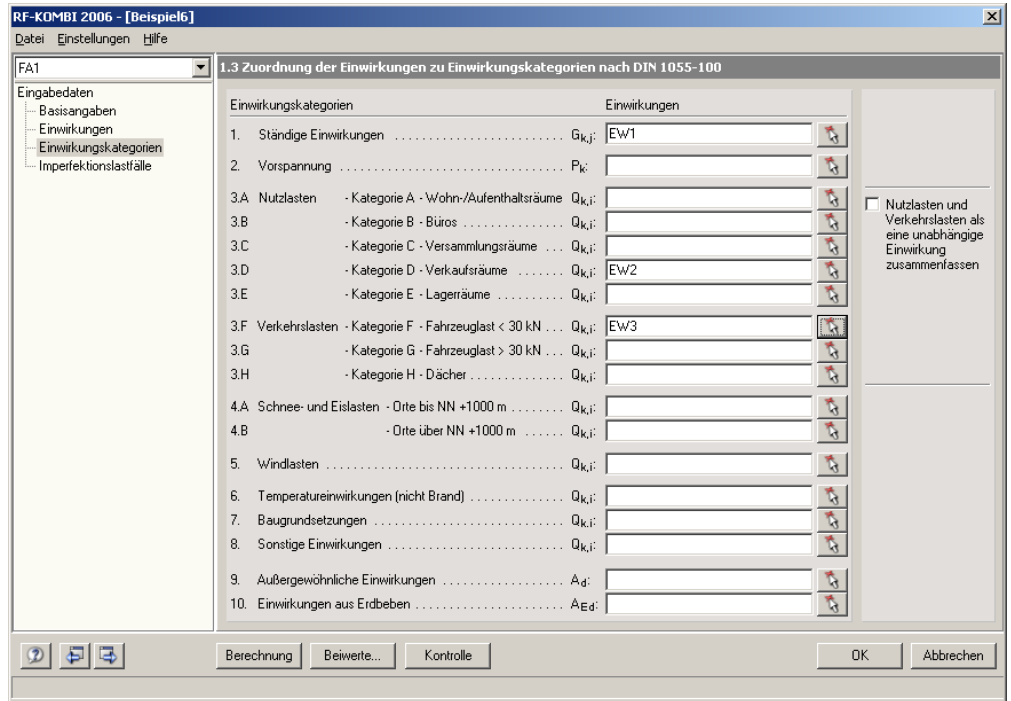 RF-KOMBI 2006 - [Beispiel6]
Datei Einstellungen Hilfe
FA1
Eingabedaten
Basisangaben
Einwirkungen
Einwirkungskategorien
Imperfektionslastfälle
1.3 Zuordnung der Einwirkungen zu Einwirkungskategorien nach DIN 1055-100
Einwirkungskategorien Einwirkungen
1. Ständige Einwirkungen ........................ Gk,j: EW1
2. Vorspannung ................................ Pk:
3.A Nutzlasten - Kategorie A - Wohn-/Aufenthaltsräume Qk,i:
3.B - Kategorie B - Büros .............. Qk,i:
3.C - Kategorie C - Versammlungsräume ... Qk,i:
3.D - Kategorie D - Verkaufsräume ....... Qk,i: EW2
3.E - Kategorie E - Lagerräume .......... Qk,i:
3.F Verkehrslasten - Kategorie F - Fahrzeuglast < 30 kN ... Qk,i: EW3
3.G - Kategorie G - Fahrzeuglast > 30 kN ... Qk,i:
3.H - Kategorie H - Dächer ............. Qk,i:
4.A Schnee- und Eislasten - Orte bis NN +1000 m ........ Qk,i:
4.B - Orte über NN +1000 m ...... Qk,i:
5. Windlasten .................................. Qk,i:
6. Temperatureinwirkungen (nicht Brand) ............. Qk,i:
7. Baugrundsetzungen ........................... Qk,i:
8. Sonstige Einwirkungen ......................... Qk,i:
9. Außergewöhnliche Einwirkungen ................. Ad:
10. Einwirkungen aus Erdbeben ..................... AEd:
Nutzlasten und
Verkehrslasten als
eine unabhängige
Einwirkung
zusammenfassen
Berechnung Beiwerte... Kontrolle OK Abbrechen